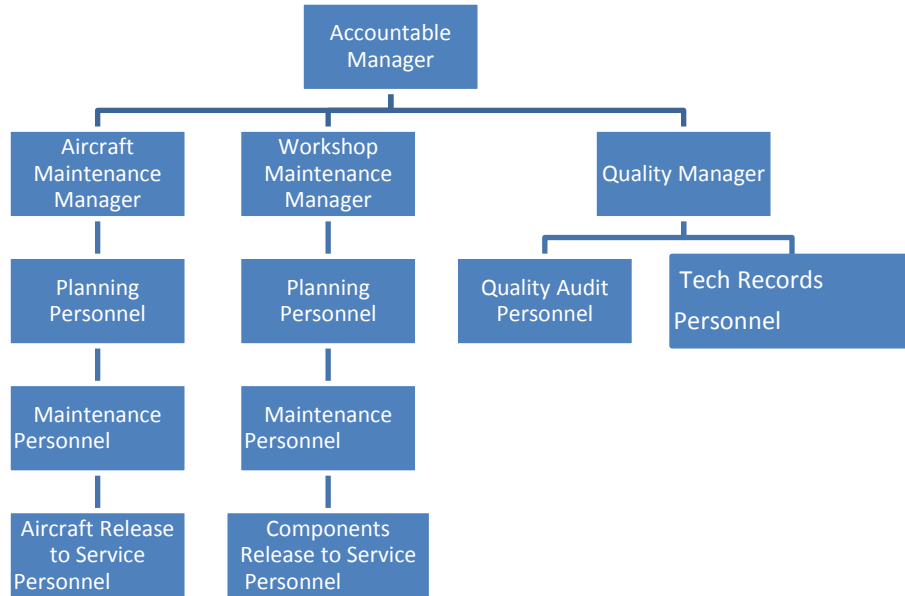 Accountable
Manager
Aircraft
Maintenance
Manager
Workshop
Maintenance
Manager
Quality Manager
Planning
Personnel
Planning
Personnel
Quality Audit
Personnel
Tech Records
Personnel
Maintenance
Personnel
Maintenance
Personnel
Aircraft Release
to Service
Personnel
Components
Release to Service
Personnel